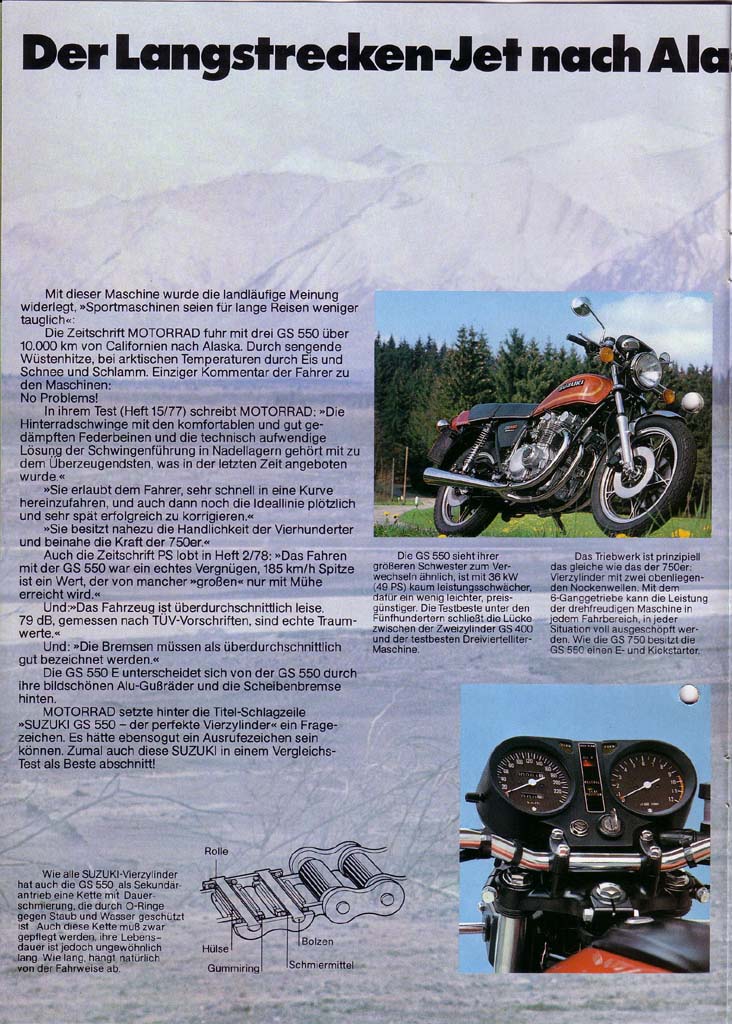 Der Langstrecken-Jet nach Ala
Mit dieser Maschine wurde die landläufige Meinung
widerlegt, »Sportmaschinen seien für lange Reisen weniger
tauglich«:
Die Zeitschrift MOTORRAD fuhr mit drei GS 550 über
10.000 km von Californien nach Alaska. Durch sengende
Wüstenhitze, bei arktischen Temperaturen durch Eis und
Schnee und Schlamm. Einziger Kommentar der Fahrer zu
den Maschinen:
No Problems!
In ihrem Test (Heft 15/77) schreibt MOTORRAD: »Die
Hinterradschwinge mit den komfortablen und gut ge-
dämpften Federbeinen und die technisch aufwendige
Lösung der Schwingenführung in Nadellagern gehört mit zu
dem Überzeugendsten, was in der letzten Zeit angeboten
wurde.«
»Sie erlaubt dem Fahrer, sehr schnell in eine Kurve
hereinzufahren, und auch dann noch die Ideallinie plötzlich
und sehr spät erfolgreich zu korrigieren.«
»Sie besitzt nahezu die Handlichkeit der Vierhunderter
und beinahe die Kraft der 750er.«
Auch die Zeitschrift PS lobt in Heft 2/78: »Das Fahren
mit der GS 550 war ein echtes Vergnügen, 185 km/h Spitze
ist ein Wert, der von mancher »großen« nur mit Mühe
erreicht wird.«
Und:»Das Fahrzeug ist überdurchschnittlich leise.
79 dB, gemessen nach TÜV-Vorschriften, sind echte Traum-
werte.«
Und: »Die Bremsen müssen als überdurchschnittlich
gut bezeichnet werden.«
Die GS 550 E unterscheidet sich von der GS 550 durch
ihre bildschönen Alu-Gußräder und die Scheibenbremse
hinten.
MOTORRAD setzte hinter die Titel-Schlagzeile
»SUZUKI GS 550 – der perfekte Vierzylinder« ein Frage-
zeichen. Es hätte ebensogut ein Ausrufezeichen sein
können. Zumal auch diese SUZUKI in einem Vergleichs-
Test als Beste abschnitt!
SUZUKI
Die GS 550 sieht ihrer
größeren Schwester zum Ver-
wechseln ähnlich, ist mit 36 kW
(49 PS) kaum leistungsschwächer,
dafür ein wenig leichter, preis-
günstiger. Die Testbeste unter den
Fünfhundertern schließt die Lücke
zwischen der Zweizylinder GS 400
und der testbesten Dreivierteliter-
Maschine.
Das Triebwerk ist prinzipiell
das gleiche wie das der 750er:
Vierzylinder mit zwei obenliegen-
den Nockenwellen. Mit dem
6-Ganggetriebe kann die Leistung
der drehfreudigen Maschine in
jedem Fahrbereich, in jeder
Situation voll ausgeschöpft wer-
den. Wie die GS 750 besitzt die
GS 550 einen E- und Kickstarter.
Wie alle SUZUKI-Vierzylinder
hat auch die GS 550 als Sekundär-
antrieb eine Kette mit Dauer-
schmierung, die durch O-Ringe
gegen Staub und Wasser geschützt
ist. Auch diese Kette muß zwar
gepflegt werden, ihre Lebens-
dauer ist jedoch ungewöhnlich
lang. Wie lang, hängt natürlich
von der Fahrweise ab.
Rolle
Hülse
Bolzen
Gummiring
Schmiermittel